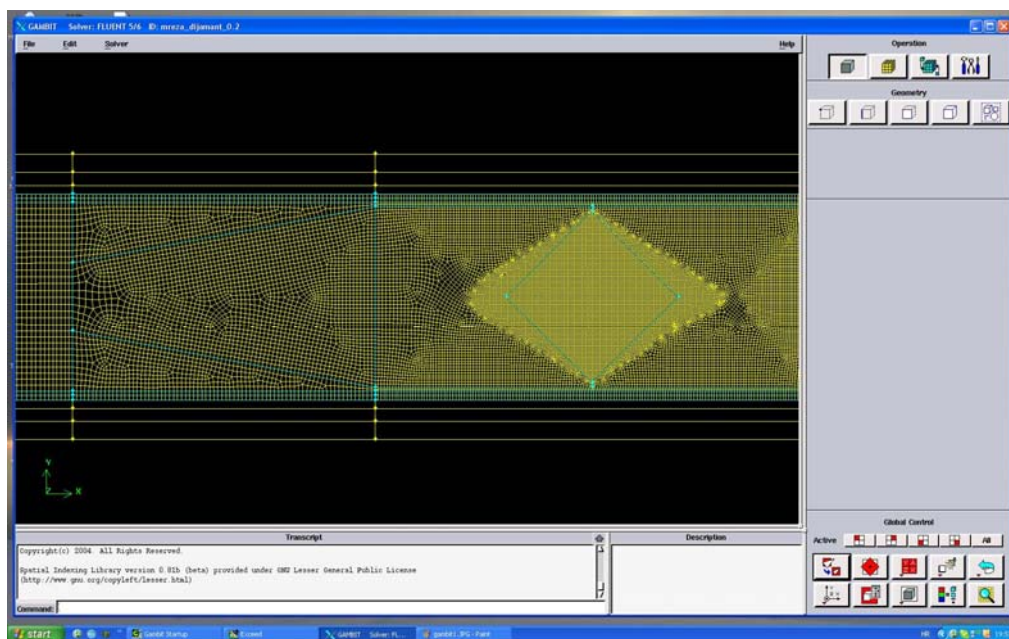 GAMBIT Solver: FLUENT 5/6 ID: mreza_dijamant_0.2
File Edit Solver Help
Operation
Geometry
Y
Z X
Transcript
Description
Copyright(c) 2004. All Rights Reserved.
Spatial Indexing Library version 0.81b (beta) provided under GNU Lesser General Public License
(http://www.gnu.org/copyleft/lesser.html)
Command:
Global Control
Active All
start Gambit Startup Exceed GAMBIT Solver: FL... gambit1.JPG - Paint HR